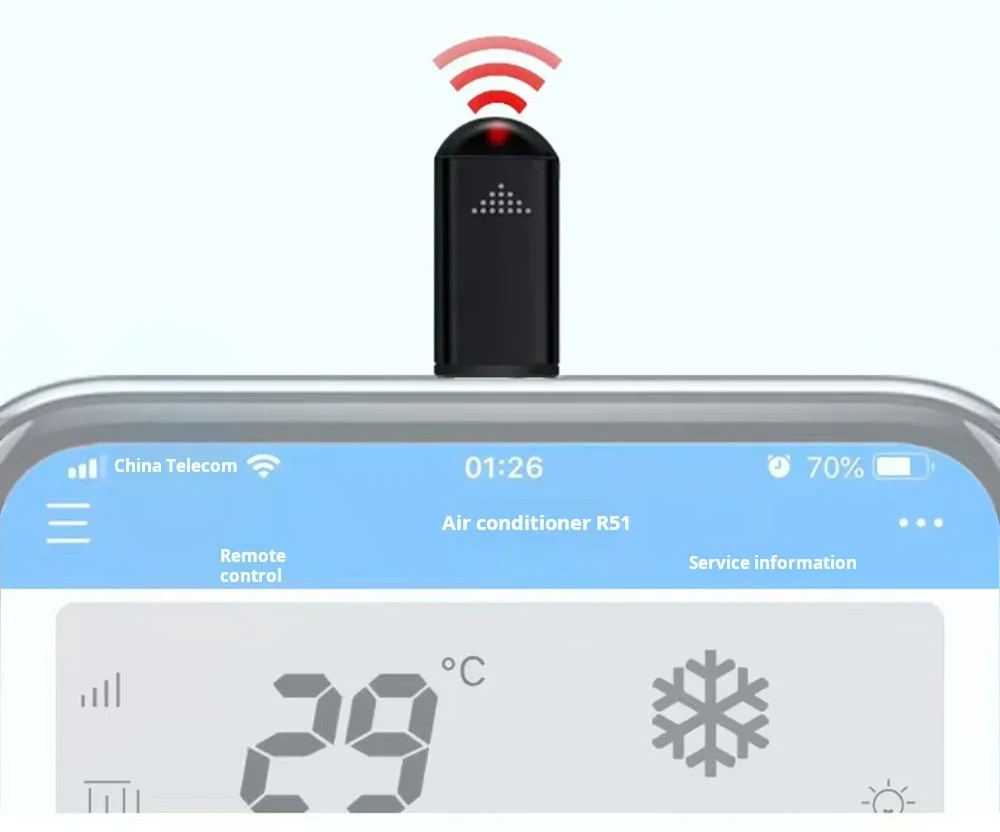 China Telecom 01:26 70%
Air conditioner R51
Remote
control
Service information
29 °C